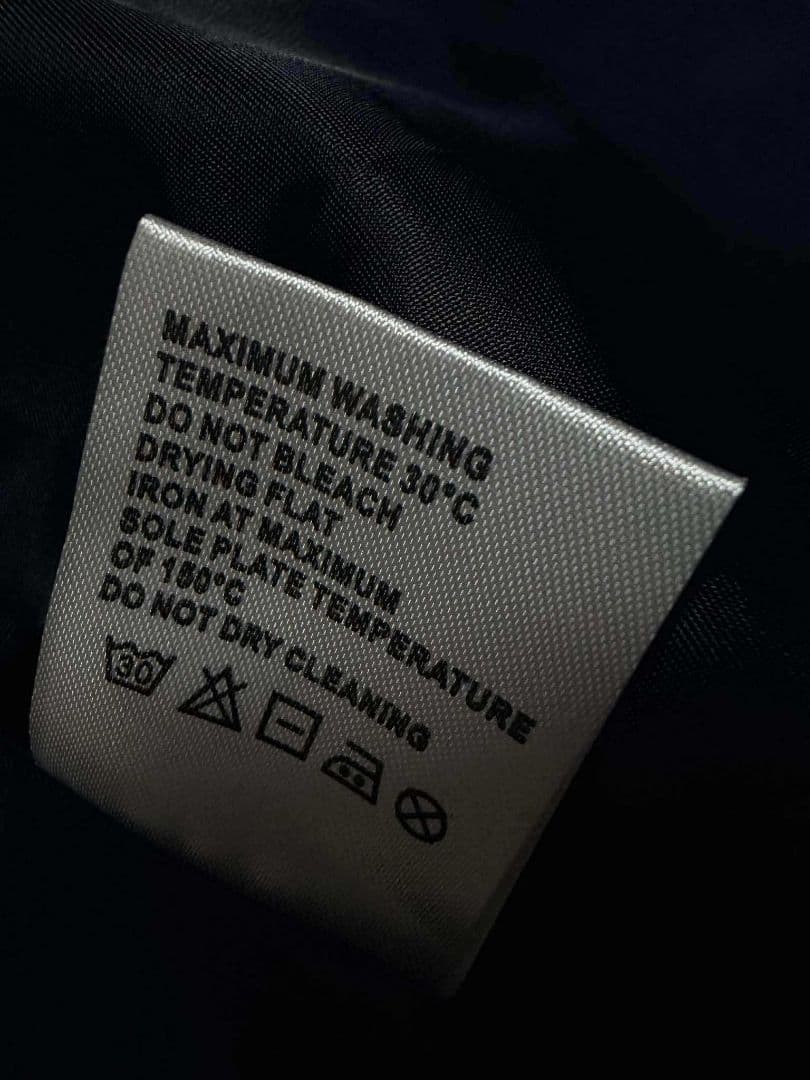 MAXIMUM WASHING
TEMPERATURE 30°C
DO NOT BLEACH
DRYING FLAT
IRON AT MAXIMUM
SOLE PLATE TEMPERATURE
OF 150°C
DO NOT DRY CLEANING
30